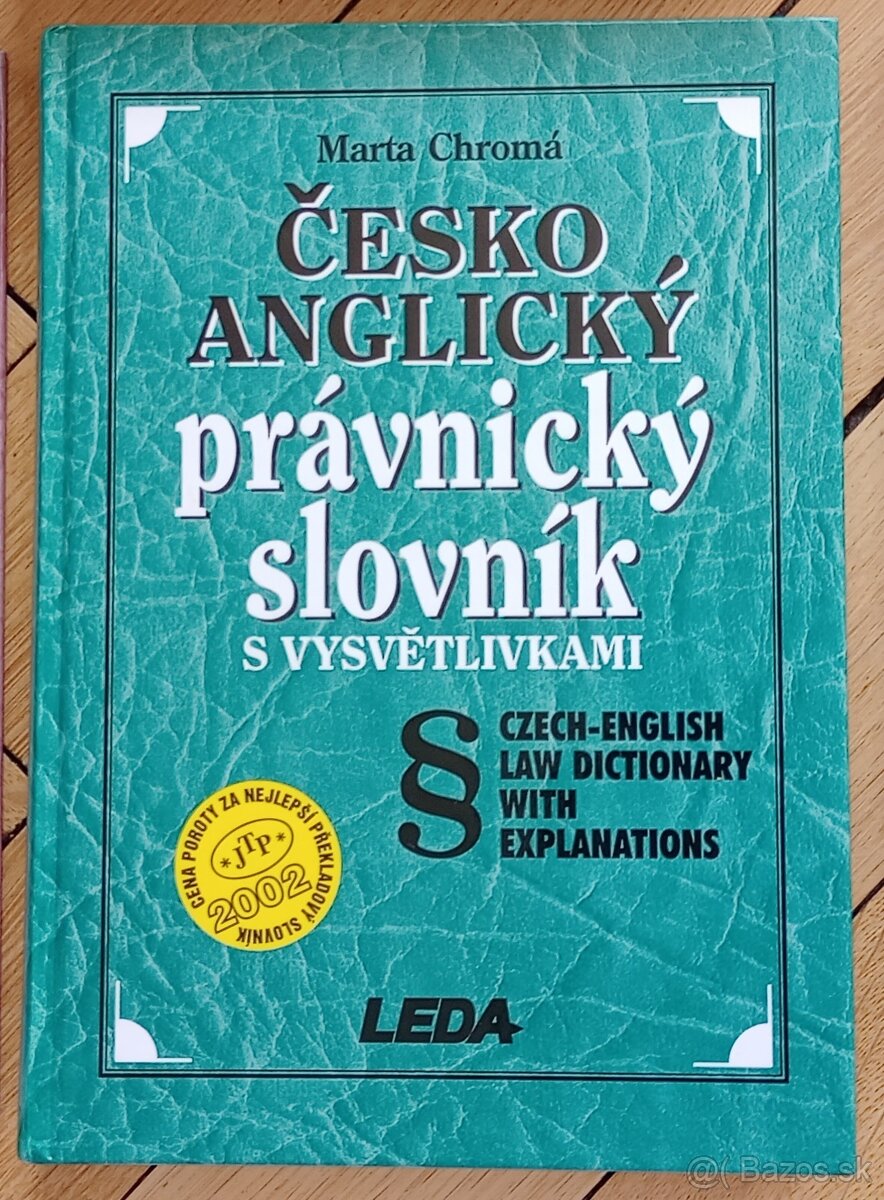 Marta Chromá
ČESKO
ANGLICKÝ
právnický
slovník
S VYSVĚTLIVKAMI
§
CZECH-ENGLISH
LAW DICTIONARY
WITH
EXPLANATIONS
CENA POROTY ZA NEJLEPŠÍ PŘEKLADOVÝ SLOVNÍK
*JTP*
2002
LEDA
@( Bazos.sk